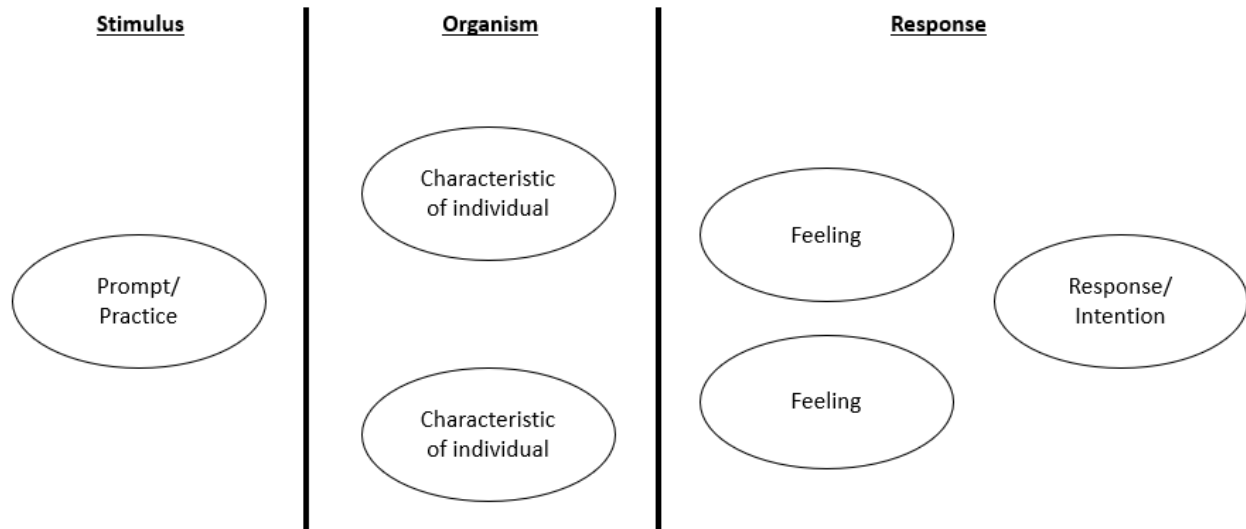 Stimulus
Organism
Response
Characteristic
of individual
Feeling
Prompt/
Practice
Response/
Intention
Characteristic
of individual
Feeling